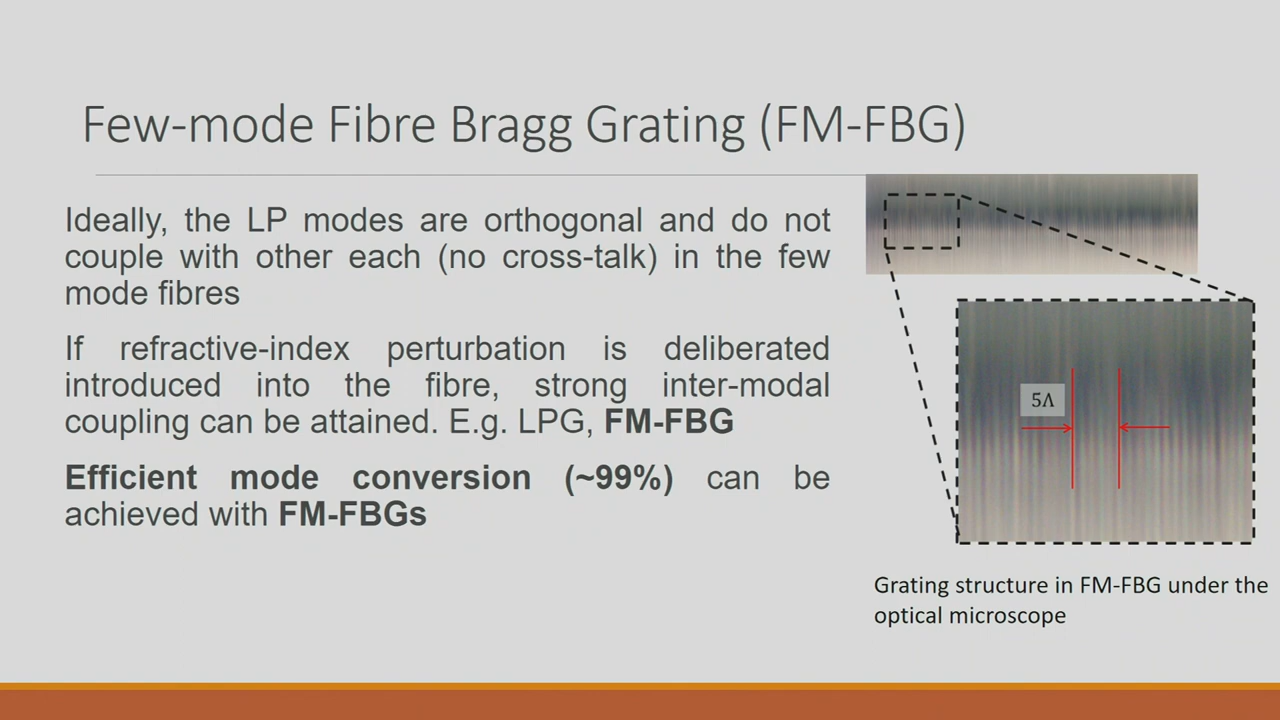 Few-mode Fibre Bragg Grating (FM-FBG)
Ideally, the LP modes are orthogonal and do not
couple with other each (no cross-talk) in the few
mode fibres
If refractive-index perturbation is deliberated
introduced into the fibre, strong inter-modal
coupling can be attained. E.g. LPG, FM-FBG
Efficient mode conversion (~99%) can be
achieved with FM-FBGs
5Λ
Grating structure in FM-FBG under the
optical microscope